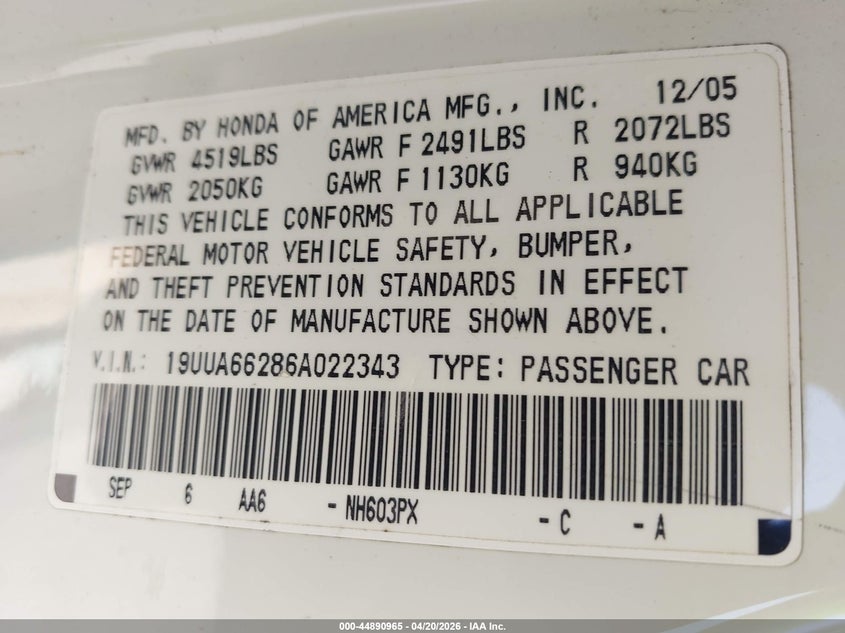 MFD. BY HONDA OF AMERICA MFG., INC. 12/05
GVWR 4519LBS GAWR F 2491LBS R 2072LBS
GVWR 2050KG GAWR F 1130KG R 940KG
THIS VEHICLE CONFORMS TO ALL APPLICABLE
FEDERAL MOTOR VEHICLE SAFETY, BUMPER,
AND THEFT PREVENTION STANDARDS IN EFFECT
ON THE DATE OF MANUFACTURE SHOWN ABOVE.
V.I.N.: 19UUA66286A022343 TYPE: PASSENGER CAR
SEP 6 AA6 - NH603PX - C - A
000-44890965 - 04/20/2026 - IAA Inc.